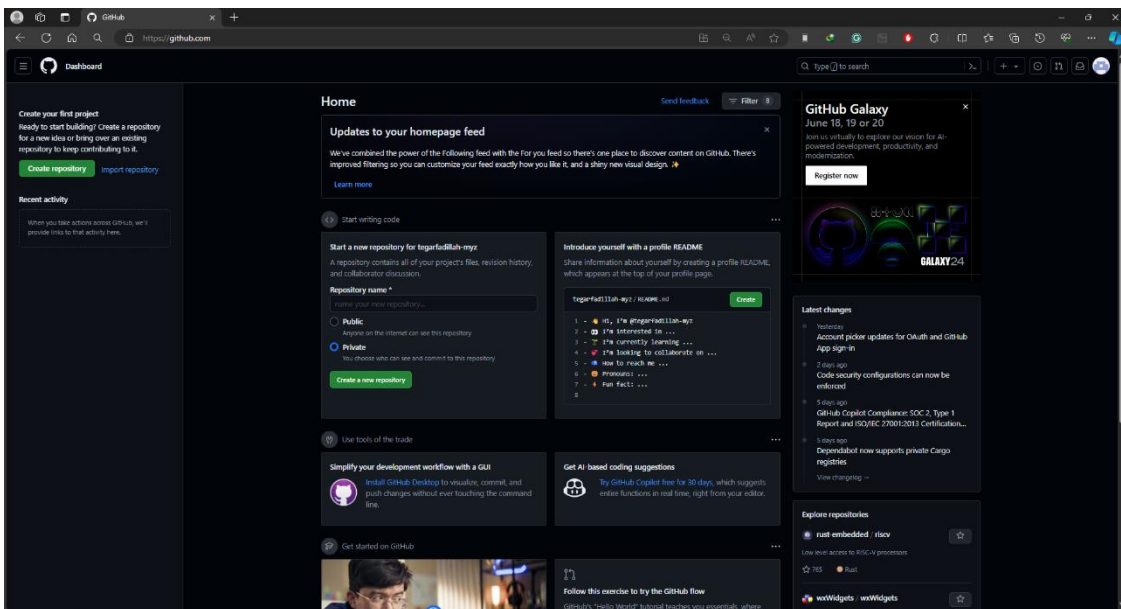 GitHub
https://github.com
Dashboard
Type / to search
Create your first project
Ready to start building? Create a repository
for a new idea or bring over an existing
repository to keep contributing to it.
Create repository
Import repository
Recent activity
When you take actions across GitHub, we'll
provide links to that activity here.
Home
Send feedback
Filter 8
Updates to your homepage feed
We've combined the power of the Following feed with the For you feed so there's one place to discover content on GitHub. There's
improved filtering so you can customize your feed exactly how you like it, and a shiny new visual design. ✨
Learn more
Start writing code
Start a new repository for tegarfadillah-myz
A repository contains all of your project's files, revision history,
and collaborator discussion.
Repository name *
name your new repository...
Public
Anyone on the internet can see this repository
Private
You choose who can see and commit to this repository
Create a new repository
Introduce yourself with a profile README
Share information about yourself by creating a profile README,
which appears at the top of your profile page.
tegarfadillah-myz / README.md
Create
1 - 👋 Hi, I'm @tegarfadillah-myz
2 - 👀 I'm interested in ...
3 - 🌱 I'm currently learning ...
4 - 💞️ I'm looking to collaborate on ...
5 - 📫 How to reach me ...
6 - 😄 Pronouns: ...
7 - ⚡ Fun fact: ...
8
Use tools of the trade
Simplify your development workflow with a GUI
Install GitHub Desktop to visualize, commit, and
push changes without ever touching the command
line.
Get AI-based coding suggestions
Try GitHub Copilot free for 30 days, which suggests
entire functions in real time, right from your editor.
Get started on GitHub
Follow this exercise to try the GitHub flow
GitHub's "Hello World" tutorial teaches you essentials, where
GitHub Galaxy
June 18, 19 or 20
Join us virtually to explore our vision for AI-
powered development, productivity, and
modernization.
Register now
GALAXY24
Latest changes
Yesterday
Account picker updates for OAuth and GitHub
App sign-in
2 days ago
Code security configurations can now be
enforced
5 days ago
GitHub Copilot Compliance: SOC 2, Type 1
Report and ISO/IEC 27001:2013 Certification...
5 days ago
Dependabot now supports private Cargo
registries
View changelog →
Explore repositories
rust-embedded / riscv
Low level access to RISC-V processors
765 Rust
wxWidgets / wxWidgets